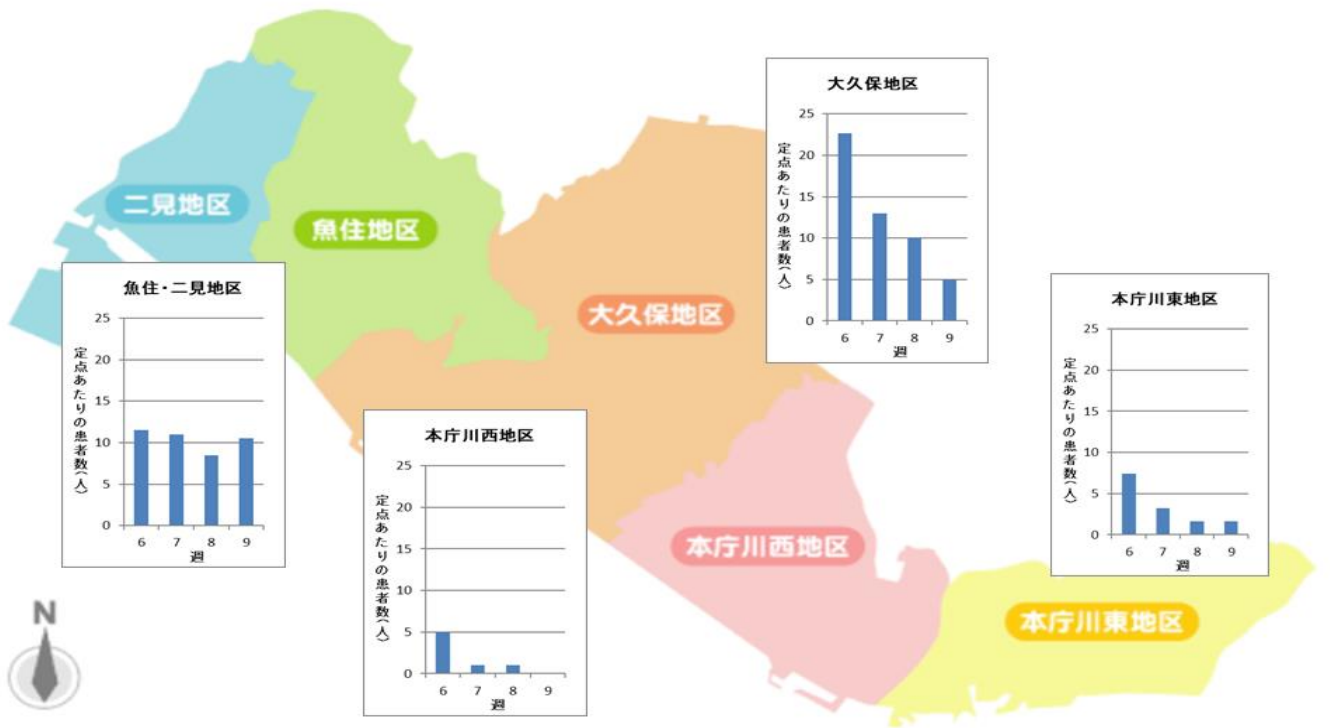 二見地区
魚住地区
大久保地区
本庁川西地区
本庁川東地区
魚住・二見地区
定点あたりの患者数(人)
25
20
15
10
5
0
6 7 8 9
週
本庁川西地区
定点あたりの患者数(人)
25
20
15
10
5
0
6 7 8 9
週
大久保地区
定点あたりの患者数(人)
25
20
15
10
5
0
6 7 8 9
週
本庁川東地区
定点あたりの患者数(人)
25
20
15
10
5
0
6 7 8 9
週
N